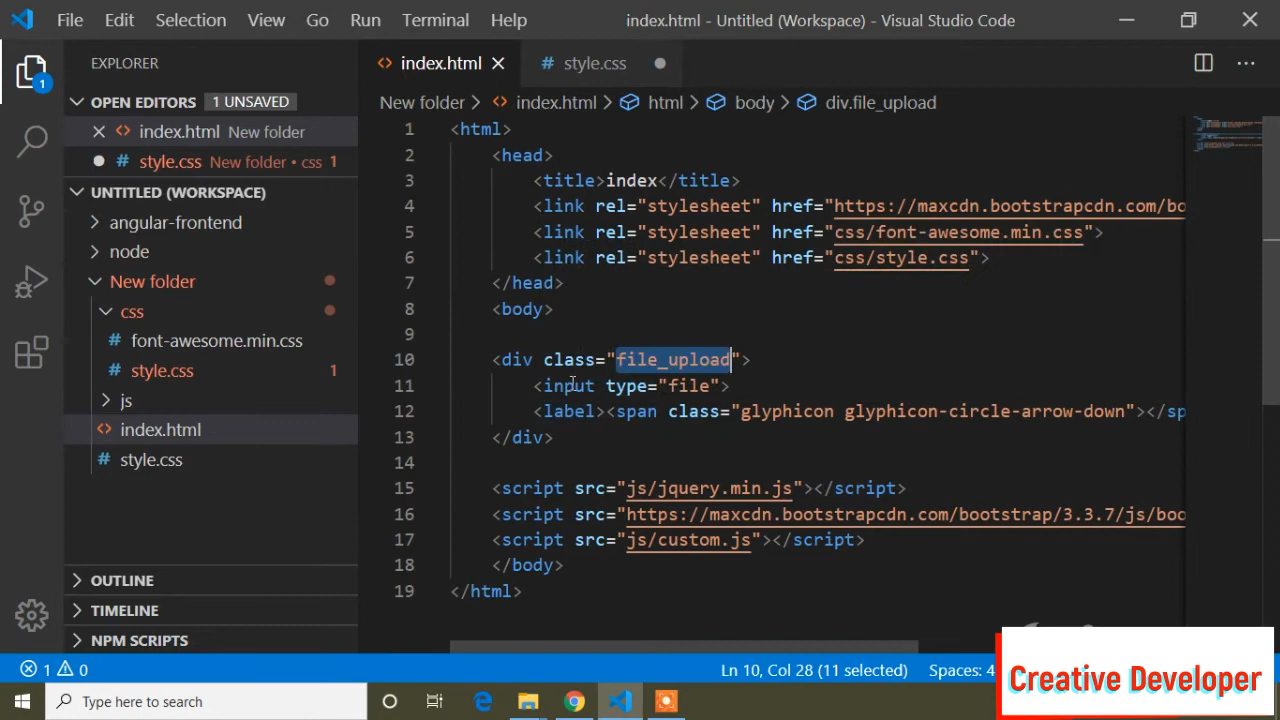 File Edit Selection View Go Run Terminal Help index.html - Untitled (Workspace) - Visual Studio Code
EXPLORER
OPEN EDITORS 1 UNSAVED
index.html New folder
style.css New folder • css 1
UNTITLED (WORKSPACE)
angular-frontend
node
New folder
css
font-awesome.min.css
style.css 1
js
index.html
style.css
OUTLINE
TIMELINE
NPM SCRIPTS
1
index.html style.css
New folder > index.html > html > body > div.file_upload
1 <html>
2 <head>
3 <title>index</title>
4 <link rel="stylesheet" href="https://maxcdn.bootstrapcdn.com/bo
5 <link rel="stylesheet" href="css/font-awesome.min.css">
6 <link rel="stylesheet" href="css/style.css">
7 </head>
8 <body>
9
10 <div class="file_upload">
11 <input type="file">
12 <label><span class="glyphicon glyphicon-circle-arrow-down"></sp
13 </div>
14
15 <script src="js/jquery.min.js"></script>
16 <script src="https://maxcdn.bootstrapcdn.com/bootstrap/3.3.7/js/boo
17 <script src="js/custom.js"></script>
18 </body>
19 </html>
1 0 Ln 10, Col 28 (11 selected) Spaces: 4
Type here to search
Creative Developer